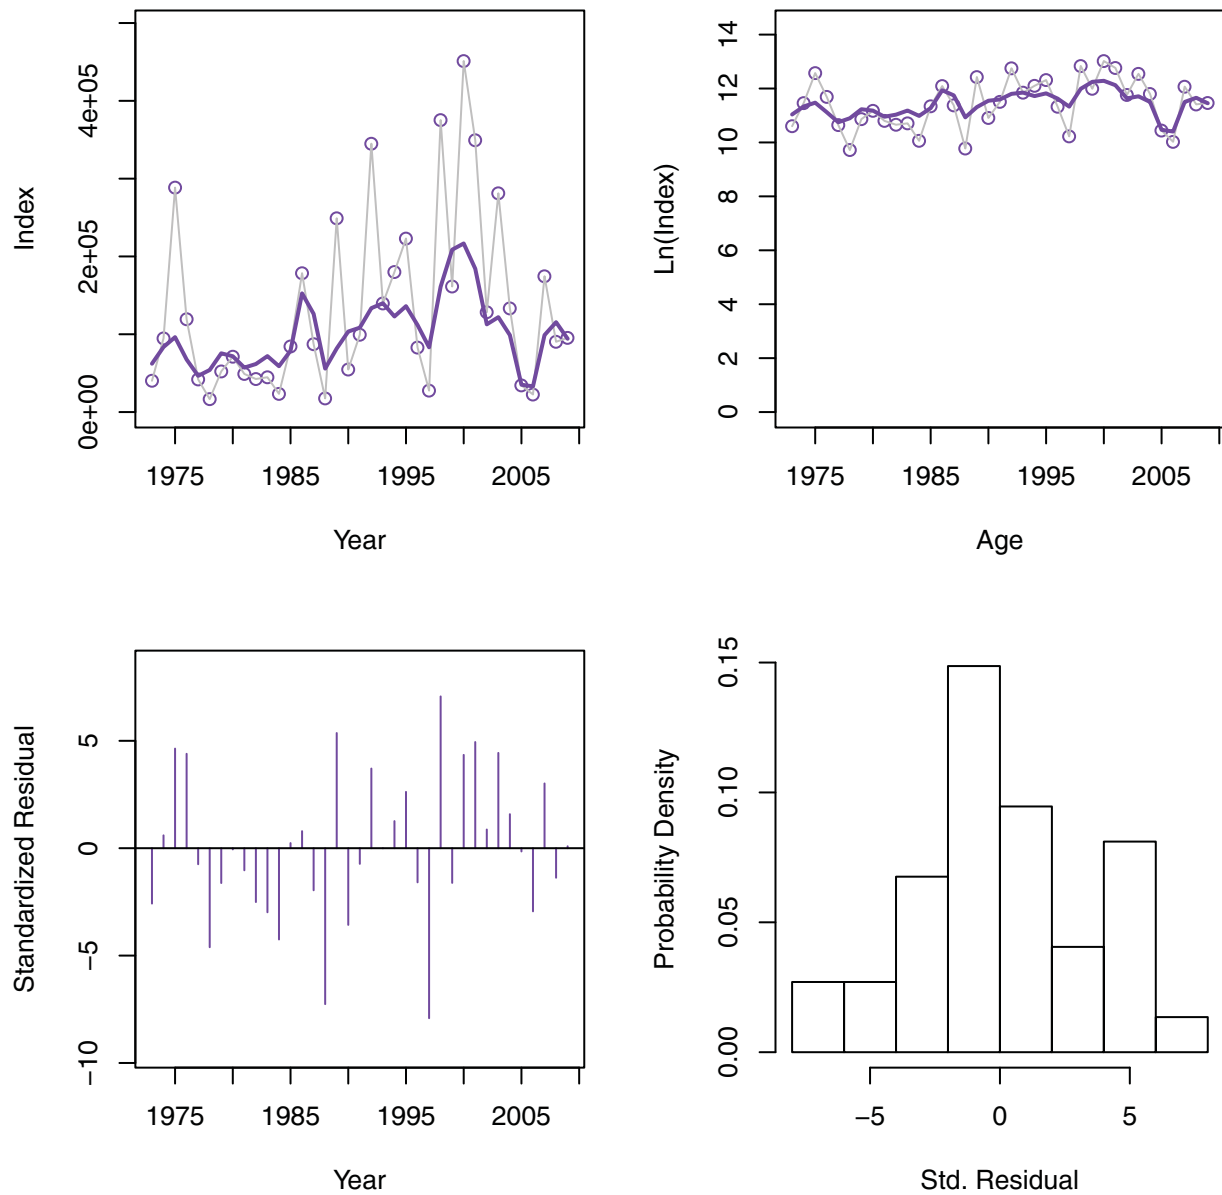 Index
4e+05
2e+05
0e+00
1975 1985 1995 2005
Year
Ln(Index)
14
12
10
8
6
4
2
0
1975 1985 1995 2005
Age
Standardized Residual
5
0
−5
−10
1975 1985 1995 2005
Year
Probability Density
0.15
0.10
0.05
0.00
−5 0 5
Std. Residual